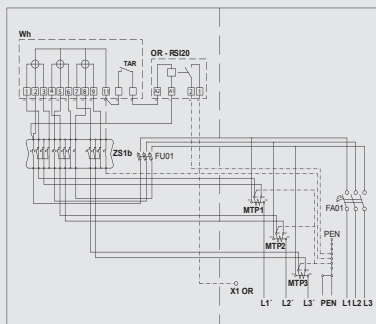 Wh
TAR
OR - RSI20
1 2 3 4 5 6 7 8 9 11
A2 A1 2 1
ZS1b
FU01
MTP1
FA01
MTP2
PEN
MTP3
X1 OR
L1´ L2´ L3´ PEN L1 L2 L3